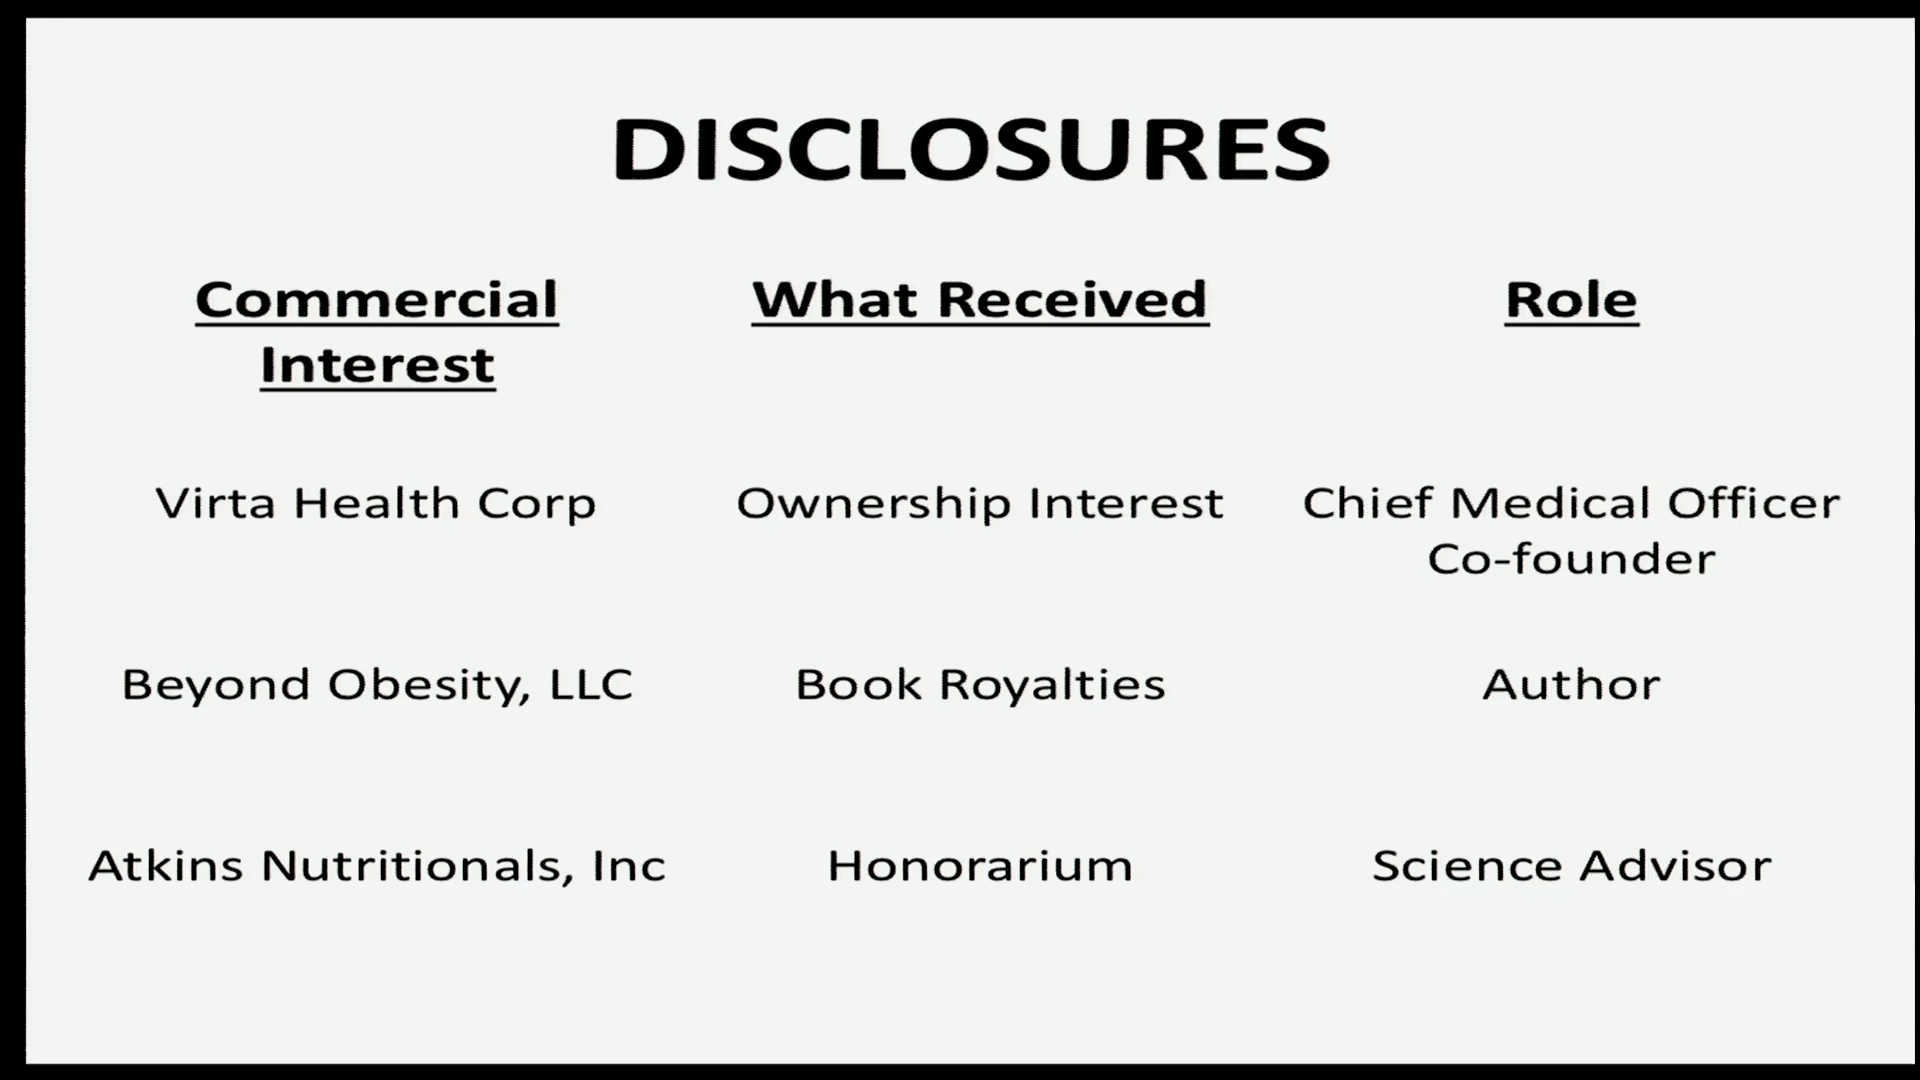 DISCLOSURES
Commercial What Received Role
Interest
Virta Health Corp Ownership Interest Chief Medical Officer
Co-founder
Beyond Obesity, LLC Book Royalties Author
Atkins Nutritionals, Inc Honorarium Science Advisor